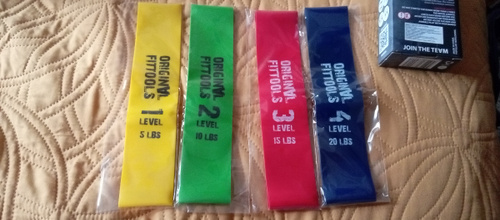 ORIGINAL
FITTOOLS
1
LEVEL
5 LBS
ORIGINAL
FITTOOLS
2
LEVEL
10 LBS
ORIGINAL
FITTOOLS
3
LEVEL
15 LBS
ORIGINAL
FITTOOLS
4
LEVEL
20 LBS
JOIN THE TEVM